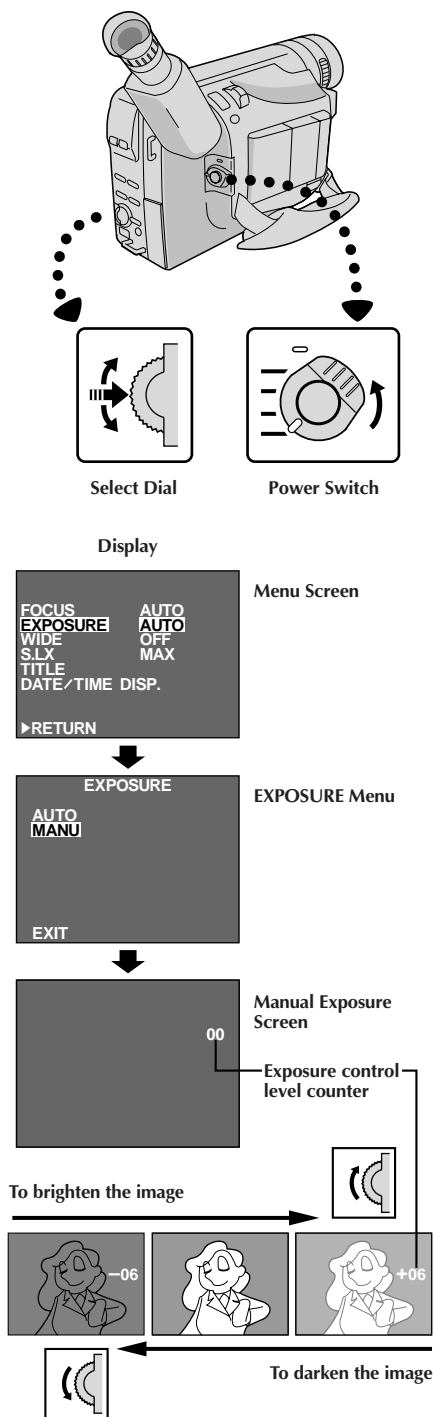 Select Dial
Power Switch
Display
Menu Screen
FOCUS AUTO
EXPOSURE AUTO
WIDE OFF
S.LX MAX
TITLE
DATE/TIME DISP.
▶RETURN
EXPOSURE
EXPOSURE Menu
AUTO
MANU
EXIT
Manual Exposure
Screen
00
Exposure control
level counter
To brighten the image
–06
+06
To darken the image